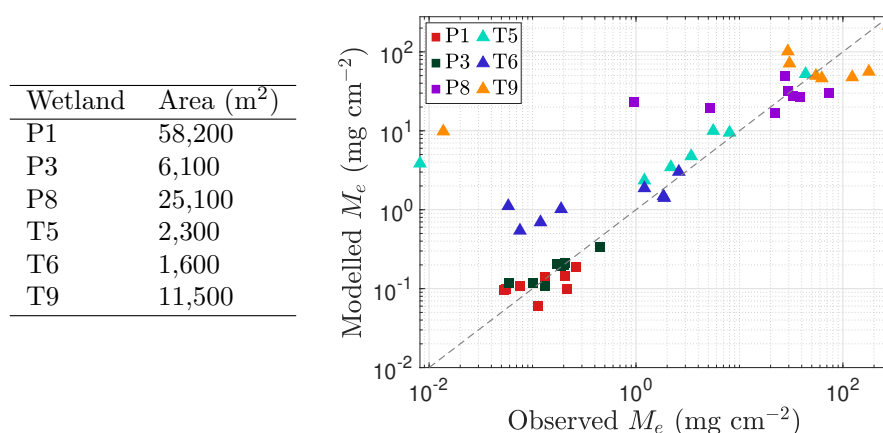 Wetland Area (m²)
P1 58,200
P3 6,100
P8 25,100
T5 2,300
T6 1,600
T9 11,500
Modelled Mₑ (mg cm⁻²)
10²
10¹
10⁰
10⁻¹
10⁻²
P1 T5
P3 T6
P8 T9
10⁻² 10⁰ 10²
Observed Mₑ (mg cm⁻²)